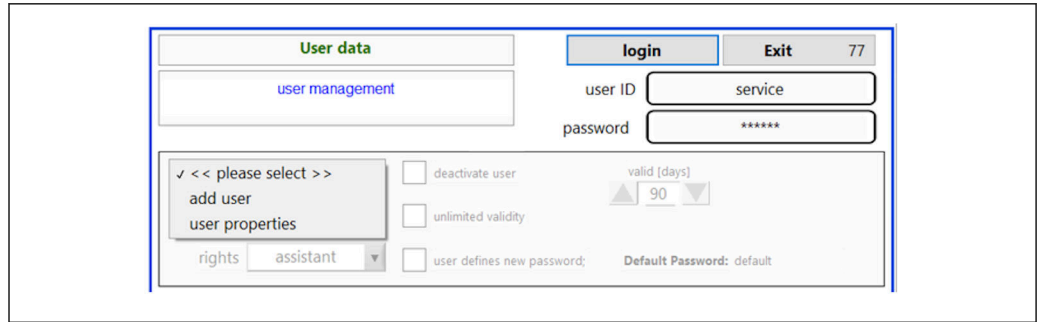 User data
login
Exit 77
user management
user ID service
password ******
✓ << please select >>
add user
user properties
rights assistant
deactivate user
unlimited validity
user defines new password;
valid [days]
90
Default Password: default